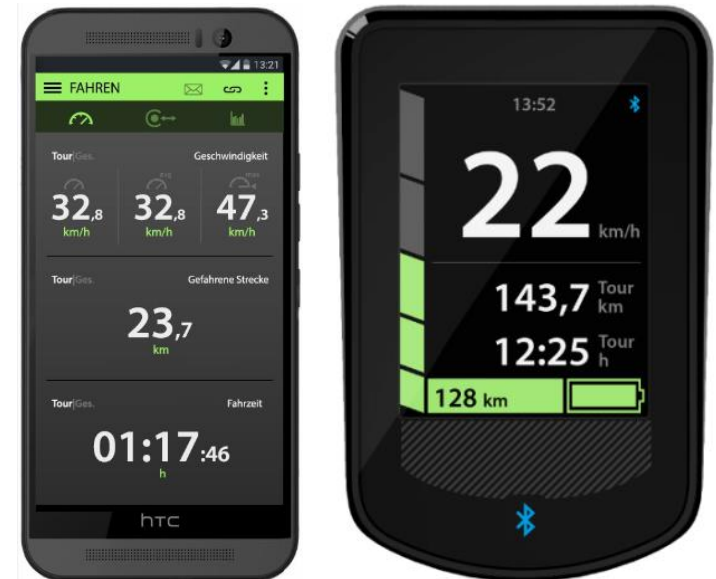 13:21
FAHREN
Tour|Ges. Geschwindigkeit
avg max
32,8 32,8 47,3
km/h km/h km/h
Tour|Ges. Gefahrene Strecke
23,7
km
Tour|Ges. Fahrzeit
01:17:46
h
hTC
13:52
22 km/h
143,7 Tour km
12:25 Tour h
128 km